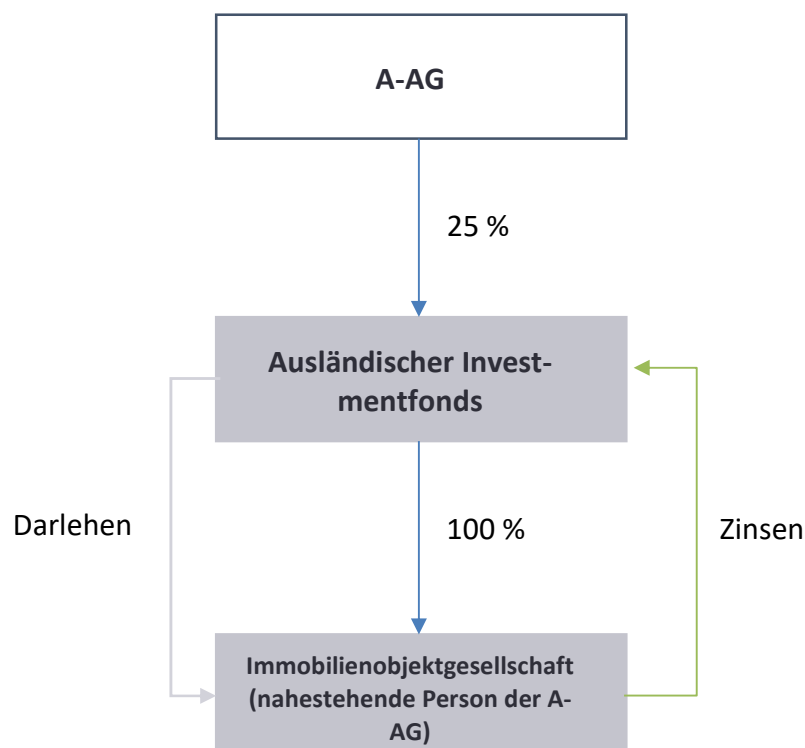 A-AG
25 %
Ausländischer Invest-
mentfonds
Darlehen
100 %
Zinsen
Immobilienobjektgesellschaft
(nahestehende Person der A-
AG)